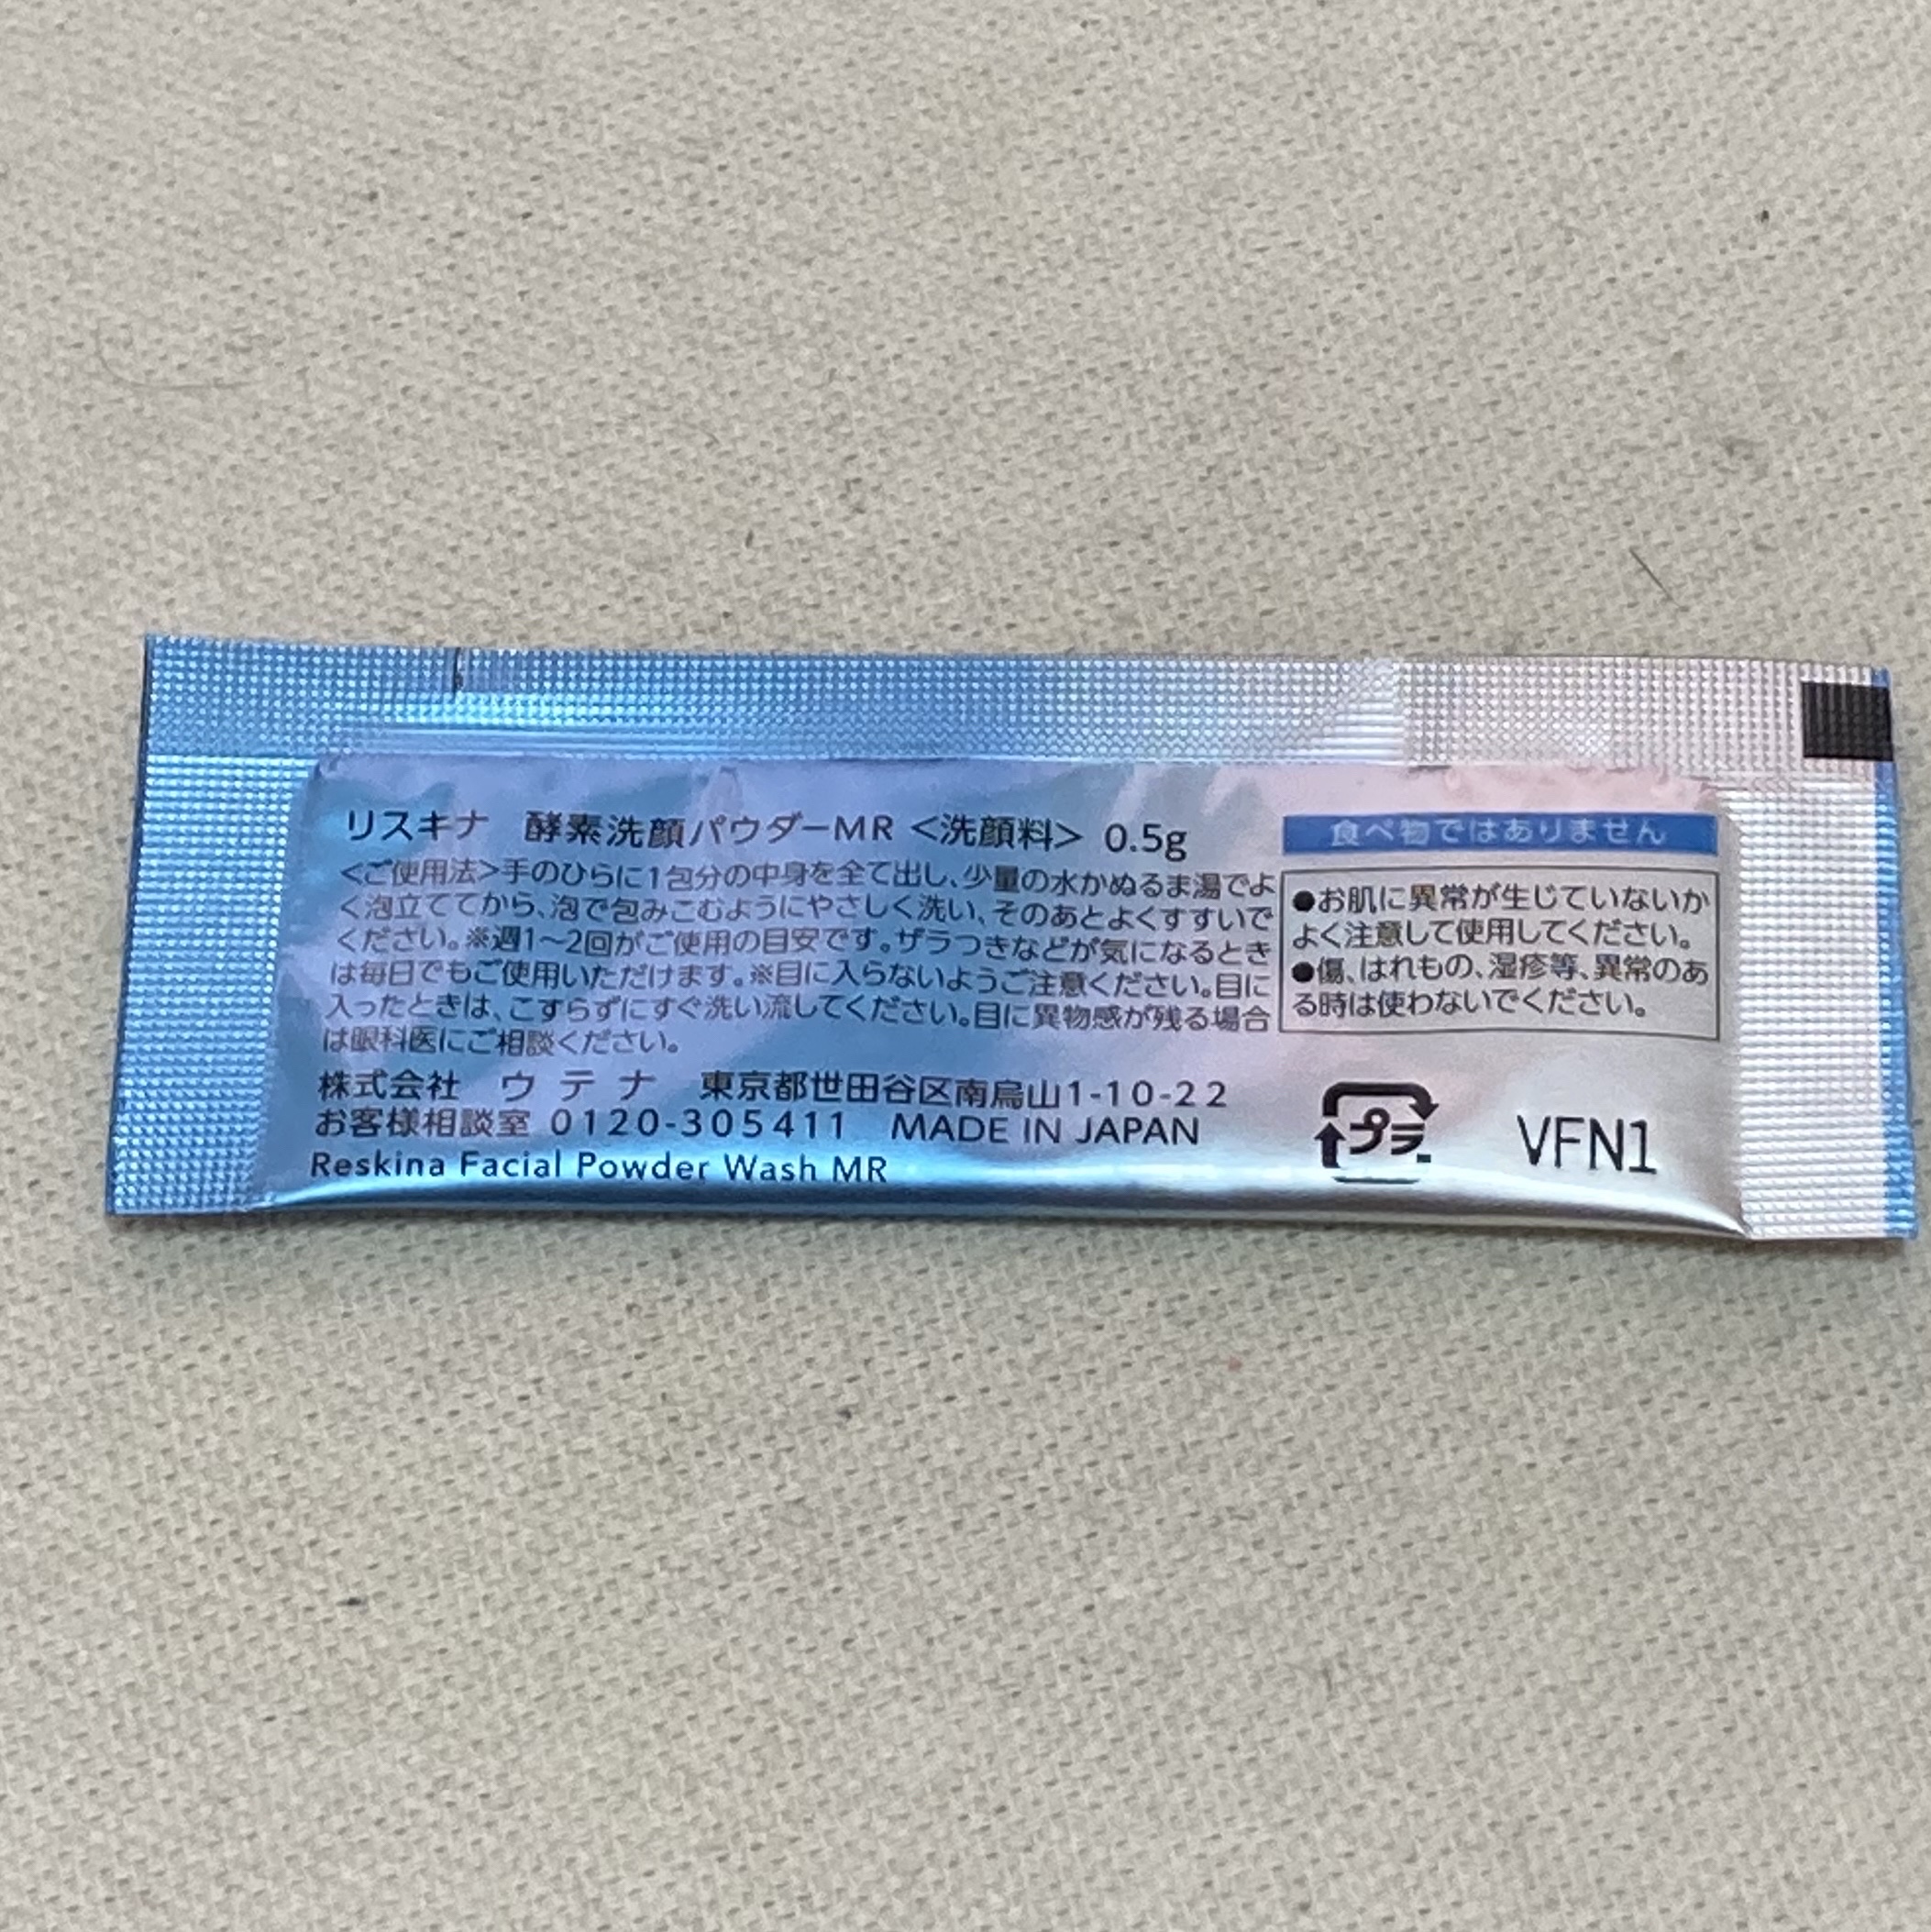 リスキナ 酵素洗顔パウダーMR <洗顔料> 0.5g
<ご使用法>手のひらに1包分の中身を全て出し、少量の水かぬるま湯でよ
く泡立ててから、泡で包みこむようにやさしく洗い、そのあとよくすすいで
ください。※週1〜2回がご使用の目安です。ザラつきなどが気になるとき
は毎日でもご使用いただけます。※目に入らないようご注意ください。目に
入ったときは、こすらずにすぐ洗い流してください。目に異物感が残る場合
は眼科医にご相談ください。
株式会社 ウテナ 東京都世田谷区南烏山1-10-22
お客様相談室 0120-305411 MADE IN JAPAN
Reskina Facial Powder Wash MR
食べ物ではありません
●お肌に異常が生じていないか
よく注意して使用してください。
●傷、はれもの、湿疹等、異常のあ
る時は使わないでください。
プラ
VFN1